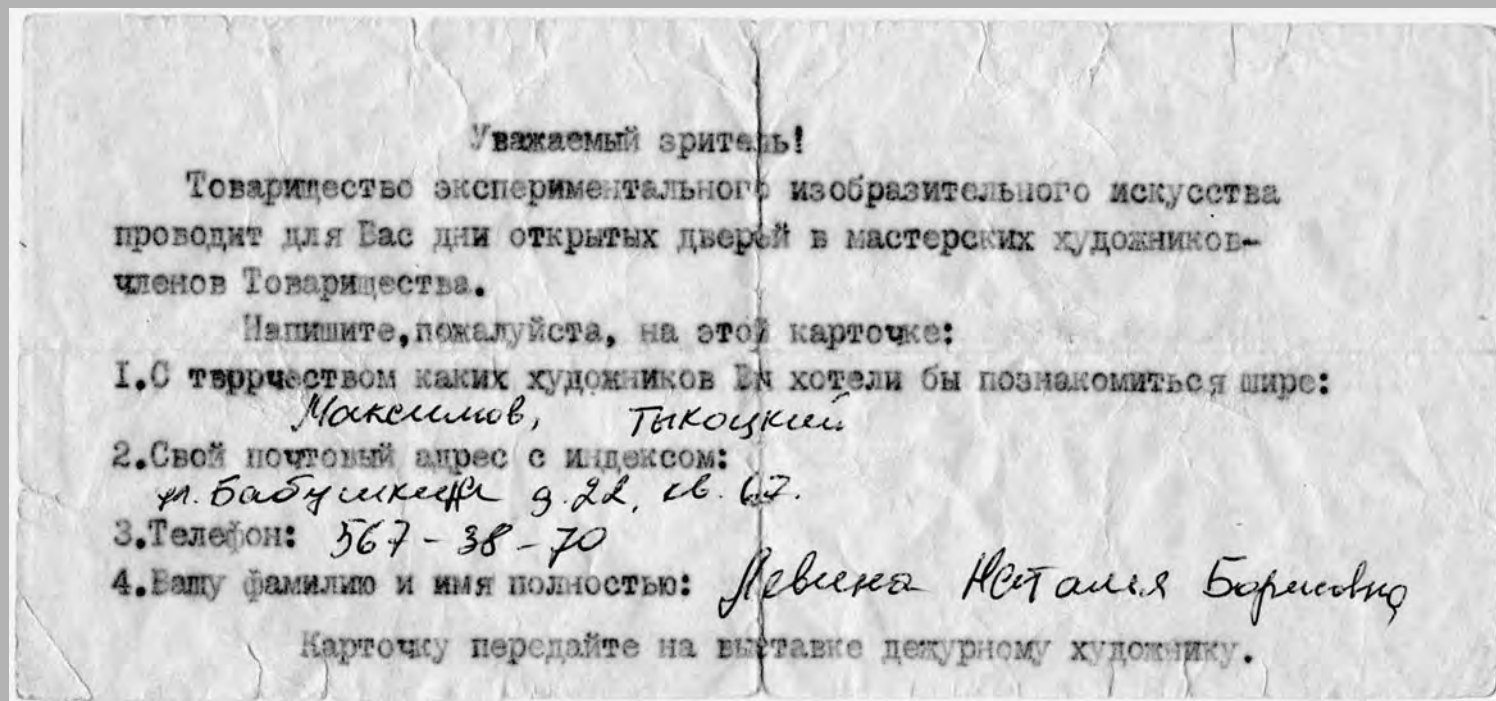 Уважаемый зритель!
Товарищество экспериментального изобразительного искусства
проводит для Вас дни открытых дверей в мастерских художников-
членов Товарищества.
Напишите,пожалуйста, на этой карточке:
I.С твррчеством каких художников Вы хотели бы познакомиться шире:
Максимов, Тыкоцкий
2.Свой почтовый адрес с индексом:
ул. Бабушкина д. 22, кв. 67.
3.Телефон: 567-38-70
4.Вашу фамилию и имя полностью: Левина Наталья Борисовна
Карточку передайте на выставке дежурному художнику.